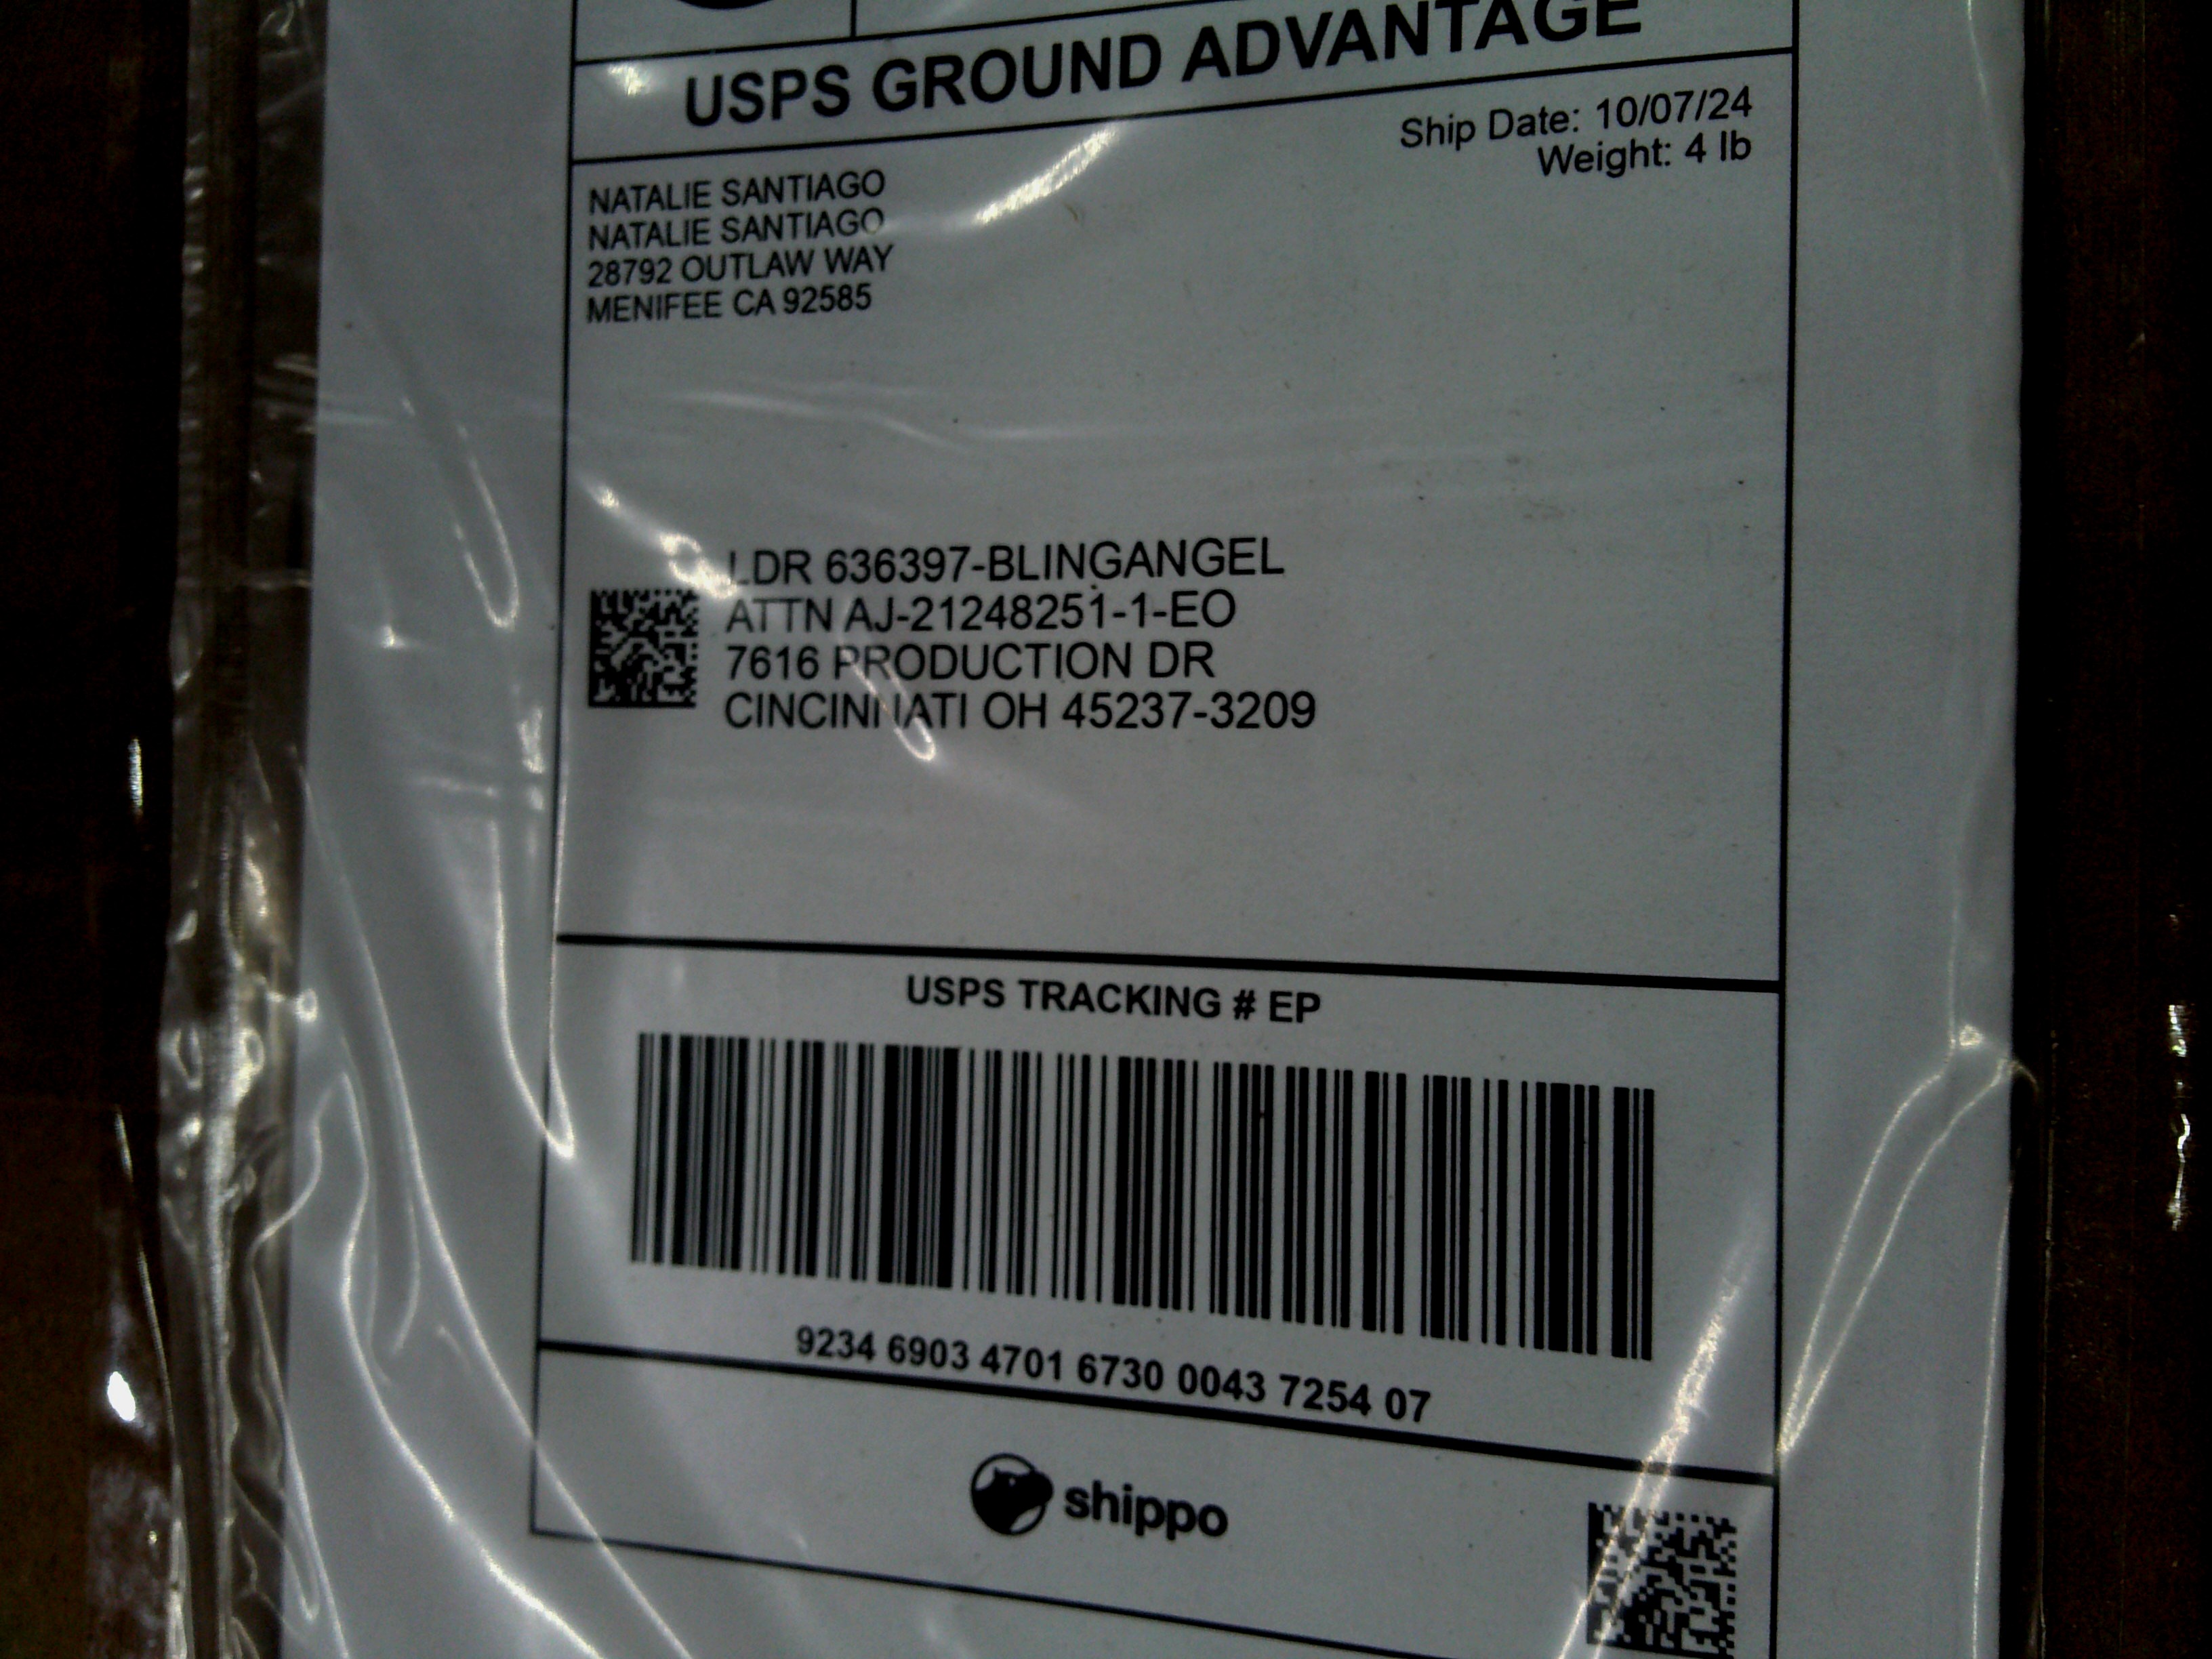 USPS GROUND ADVANTAGE
Ship Date: 10/07/24
Weight: 4 lb
NATALIE SANTIAGO
NATALIE SANTIAGO
28792 OUTLAW WAY
MENIFEE CA 92585
LDR 636397-BLINGANGEL
ATTN AJ-21248251-1-EO
7616 PRODUCTION DR
CINCINNATI OH 45237-3209
USPS TRACKING # EP
9234 6903 4701 6730 0043 7254 07
shippo